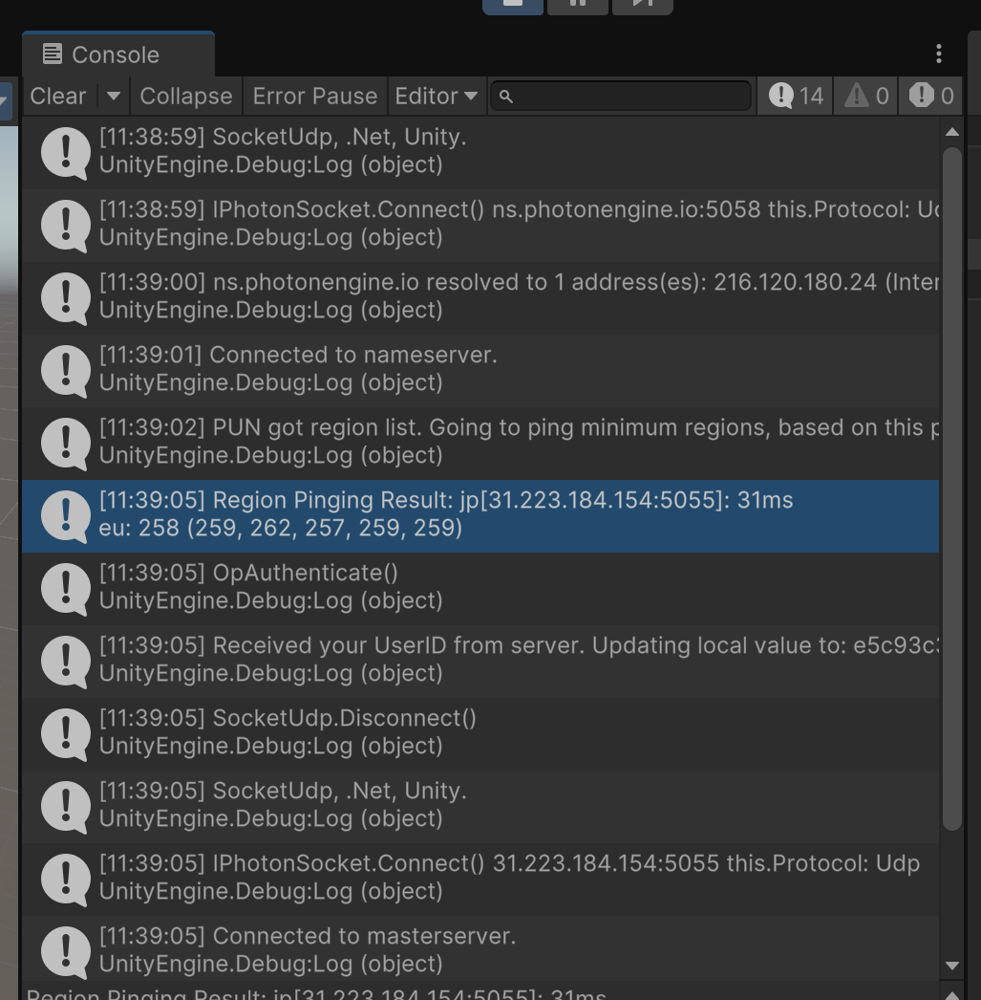 Console
Clear Collapse Error Pause Editor 14 0 0
[11:38:59] SocketUdp, .Net, Unity.
UnityEngine.Debug:Log (object)
[11:38:59] IPhotonSocket.Connect() ns.photonengine.io:5058 this.Protocol:
UnityEngine.Debug:Log (object)
[11:39:00] ns.photonengine.io resolved to 1 address(es): 216.120.180.24
UnityEngine.Debug:Log (object)
[11:39:01] Connected to nameserver.
UnityEngine.Debug:Log (object)
[11:39:02] PUN got region list. Going to ping minimum regions, based on this
UnityEngine.Debug:Log (object)
[11:39:05] Region Pinging Result: jp[31.223.184.154:5055]: 31ms
eu: 258 (259, 262, 257, 259, 259)
[11:39:05] OpAuthenticate()
UnityEngine.Debug:Log (object)
[11:39:05] Received your UserID from server. Updating local value to:
UnityEngine.Debug:Log (object)
[11:39:05] SocketUdp.Disconnect()
UnityEngine.Debug:Log (object)
[11:39:05] SocketUdp, .Net, Unity.
UnityEngine.Debug:Log (object)
[11:39:05] IPhotonSocket.Connect() 31.223.184.154:5055 this.Protocol: Udp
UnityEngine.Debug:Log (object)
[11:39:05] Connected to masterserver.
UnityEngine.Debug:Log (object)
Region Pinging Result: jp[31.223.184.154:5055]: 31ms